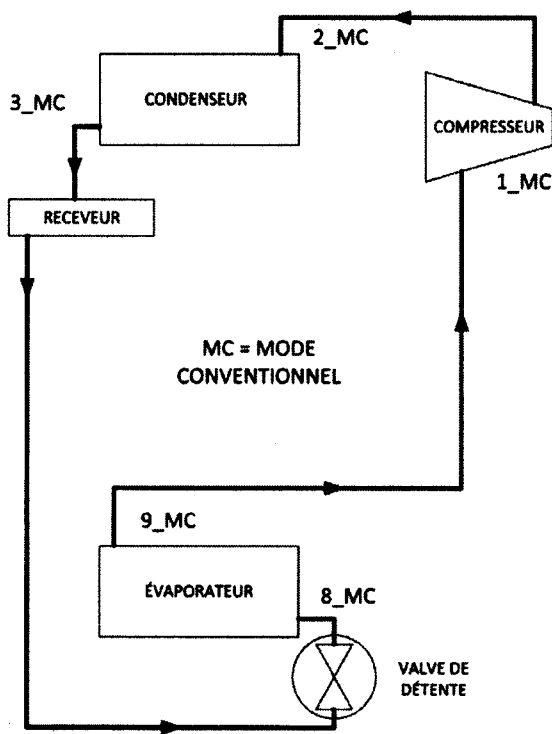 2_MC
CONDENSEUR
3_MC
COMPRESSEUR
1_MC
RECEVEUR
MC = MODE
CONVENTIONNEL
9_MC
ÉVAPORATEUR
8_MC
VALVE DE
DÉTENTE